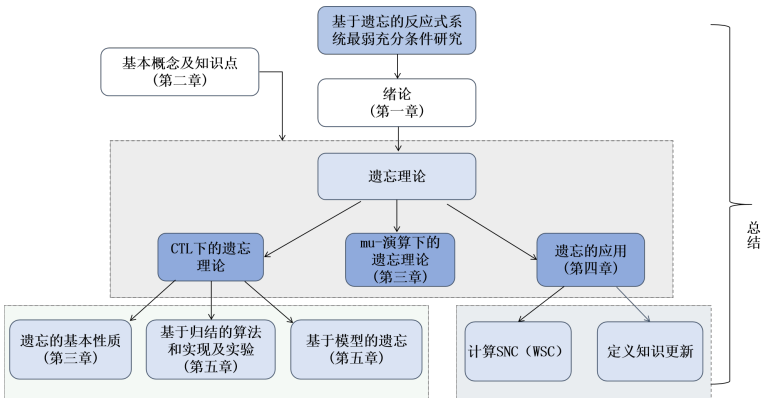 基于遗忘的反应式系
统最弱充分条件研究
基本概念及知识点
(第二章)
绪论
(第一章)
遗忘理论
CTL下的遗忘
理论
mu-演算下的
遗忘理论
(第三章)
遗忘的应用
(第四章)
总结
遗忘的基本性质
(第三章)
基于归结的算法
和实现及实验
(第五章)
基于模型的遗忘
(第五章)
计算SNC（WSC）
定义知识更新